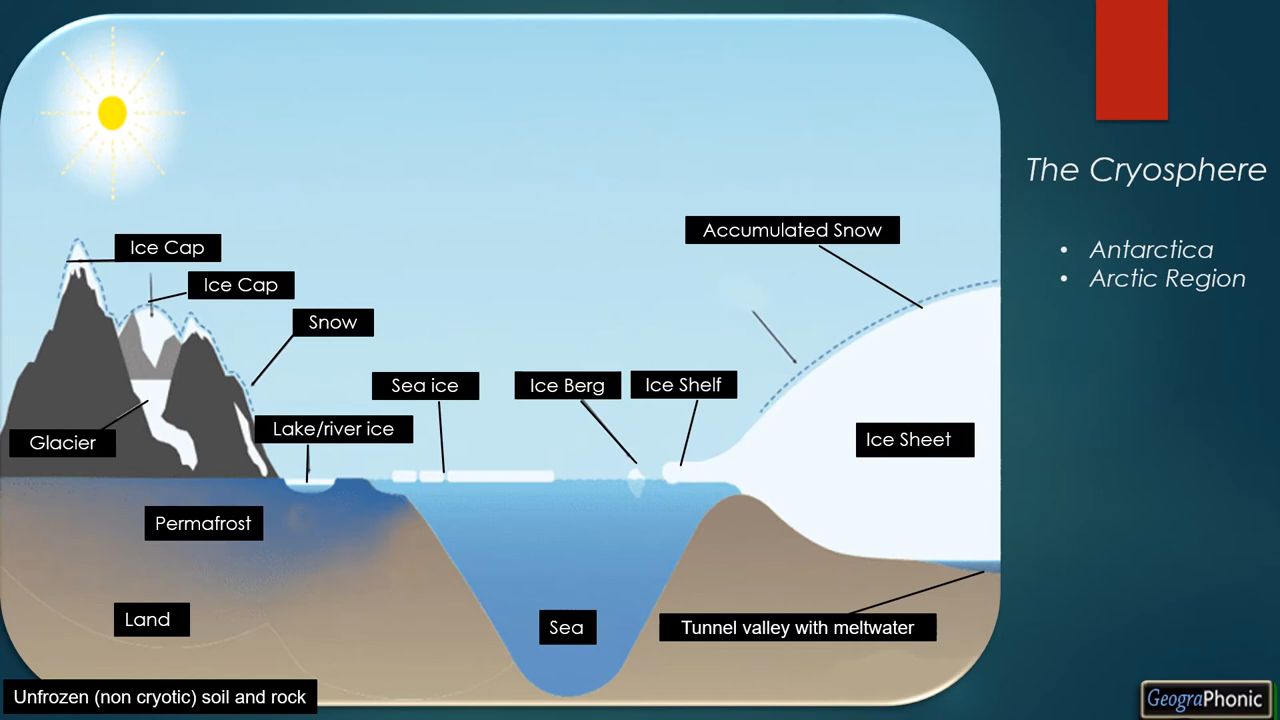 The Cryosphere
• Antarctica
• Arctic Region
Accumulated Snow
Ice Cap
Ice Cap
Snow
Sea ice
Ice Berg
Ice Shelf
Lake/river ice
Glacier
Ice Sheet
Permafrost
Land
Sea
Tunnel valley with meltwater
Unfrozen (non cryotic) soil and rock
GeograPhonic